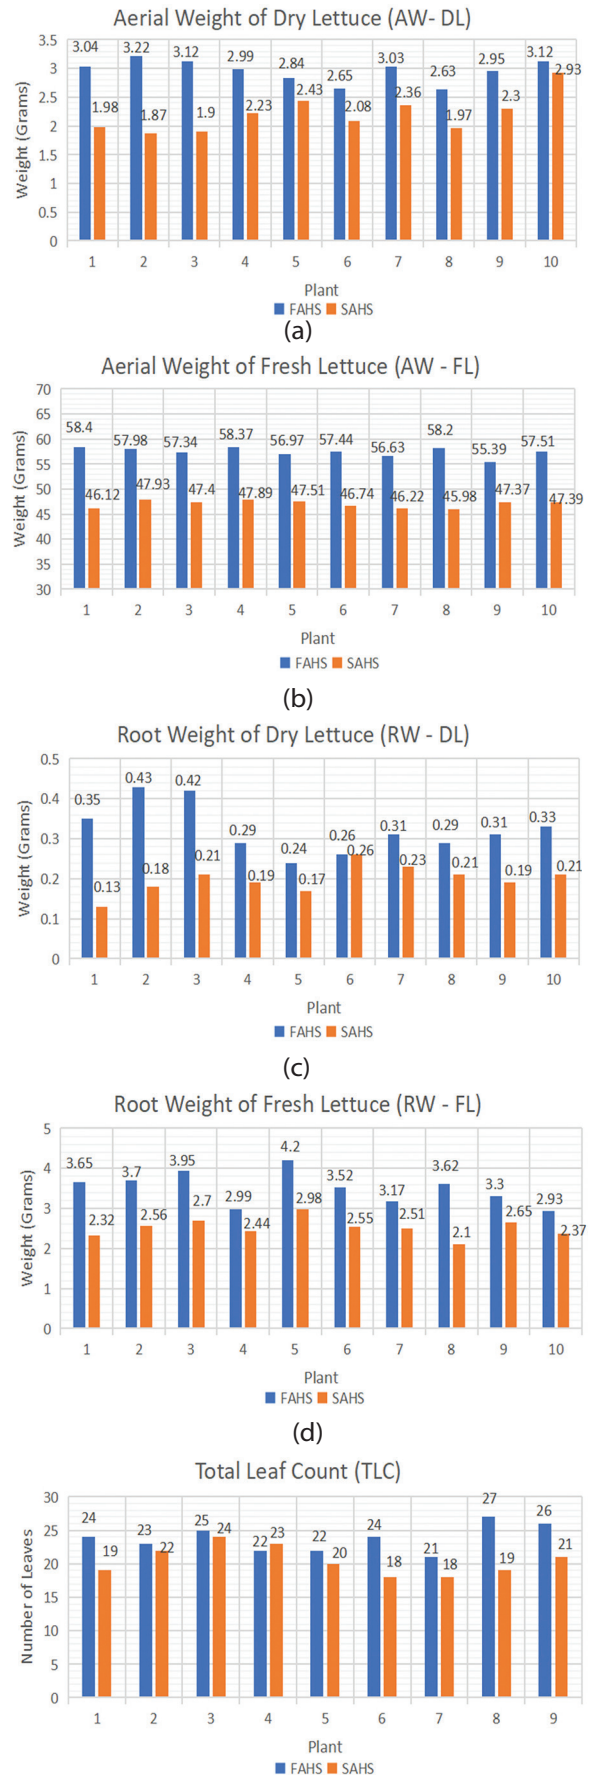 Aerial Weight of Dry Lettuce (AW- DL)
Weight (Grams)
3.5
3
2.5
2
1.5
1
0.5
0
3.04 3.22 3.12 2.99 2.84 2.65 3.03 2.63 2.95 3.12
1.98 1.87 1.9 2.23 2.43 2.08 2.36 1.97 2.3 2.93
1 2 3 4 5 6 7 8 9 10
Plant
FAHS SAHS
(a)
Aerial Weight of Fresh Lettuce (AW - FL)
Weight (Grams)
70
65
60
55
50
45
40
35
30
58.4 57.98 57.34 58.37 56.97 57.44 56.63 58.2 55.39 57.51
46.12 47.93 47.4 47.89 47.51 46.74 46.22 45.98 47.37 47.39
1 2 3 4 5 6 7 8 9 10
Plant
FAHS SAHS
(b)
Root Weight of Dry Lettuce (RW - DL)
Weight (Grams)
0.5
0.4
0.3
0.2
0.1
0
0.35 0.43 0.42 0.29 0.24 0.26 0.31 0.29 0.31 0.33
0.13 0.18 0.21 0.19 0.17 0.26 0.23 0.21 0.19 0.21
1 2 3 4 5 6 7 8 9 10
Plant
FAHS SAHS
(c)
Root Weight of Fresh Lettuce (RW - FL)
Weight (Grams)
5
4
3
2
1
0
3.65 3.7 3.95 2.99 4.2 3.52 3.17 3.62 3.3 2.93
2.32 2.56 2.7 2.44 2.98 2.55 2.51 2.1 2.65 2.37
1 2 3 4 5 6 7 8 9 10
Plant
FAHS SAHS
(d)
Total Leaf Count (TLC)
Number of Leaves
30
25
20
15
10
5
0
24 23 25 22 22 24 21 27 26
19 22 24 23 20 18 18 19 21
1 2 3 4 5 6 7 8 9
Plant
FAHS SAHS